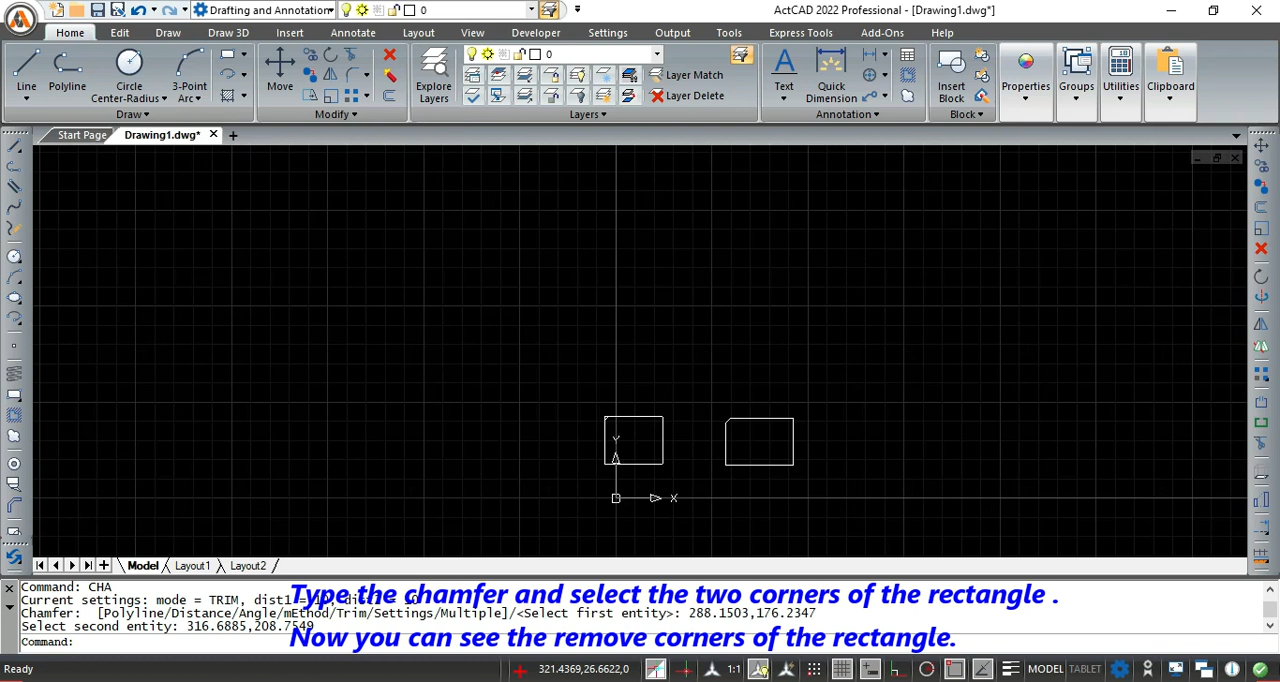 Drafting and Annotation
0
ActCAD 2022 Professional - [Drawing1.dwg*]
Home Edit Draw Draw 3D Insert Annotate Layout View Developer Settings Output Tools Express Tools Add-Ons Help
Line
Polyline
Circle
Center-Radius
3-Point
Arc
Draw
Move
Modify
Explore
Layers
0
Layer Match
Layer Delete
Layers
Text
Quick
Dimension
Annotation
Insert
Block
Block
Properties
Groups
Utilities
Clipboard
Start Page
Drawing1.dwg*
Y
X
Model Layout1 Layout2
Command: CHA
Current settings: mode = TRIM, dist1
Chamfer: [Polyline/Distance/Angle/mEthod/Trim/Settings/Multiple]/<Select first entity>: 288.1503,176.2347
Select second entity: 316.6885,208.7549
Command:
Type the chamfer and select the two corners of the rectangle .
Now you can see the remove corners of the rectangle.
Ready
321.4369,26.6622,0
1:1
MODEL
TABLET